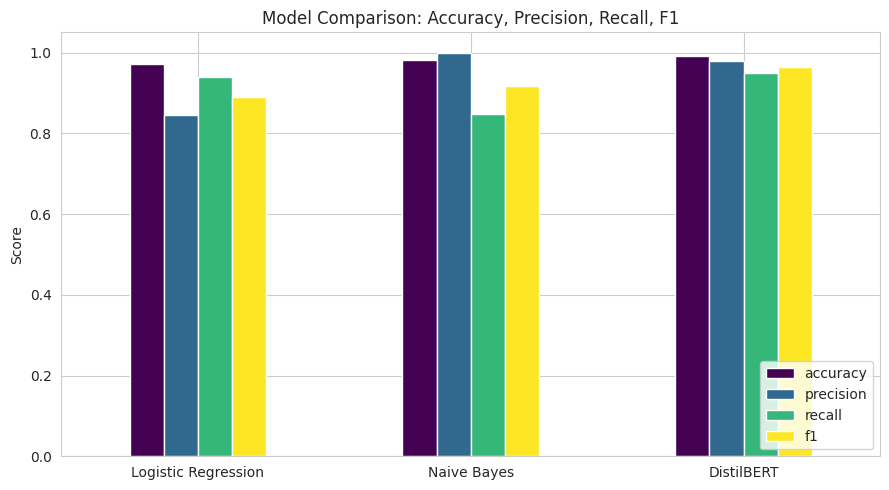 Model Comparison: Accuracy, Precision, Recall, F1
Score
1.0
0.8
0.6
0.4
0.2
0.0
Logistic Regression
Naive Bayes
DistilBERT
accuracy
precision
recall
f1